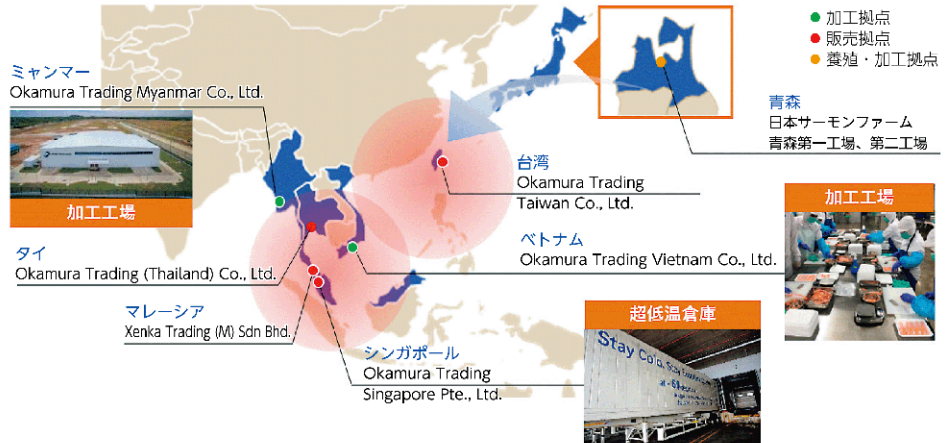 加工拠点
販売拠点
養殖・加工拠点
ミャンマー
Okamura Trading Myanmar Co., Ltd.
加工工場
青森
日本サーモンファーム
青森第一工場、第二工場
台湾
Okamura Trading
Taiwan Co., Ltd.
加工工場
ベトナム
Okamura Trading Vietnam Co., Ltd.
タイ
Okamura Trading (Thailand) Co., Ltd.
マレーシア
Xenka Trading (M) Sdn Bhd.
シンガポール
Okamura Trading
Singapore Pte., Ltd.
超低温倉庫
Stay Cold, Stay